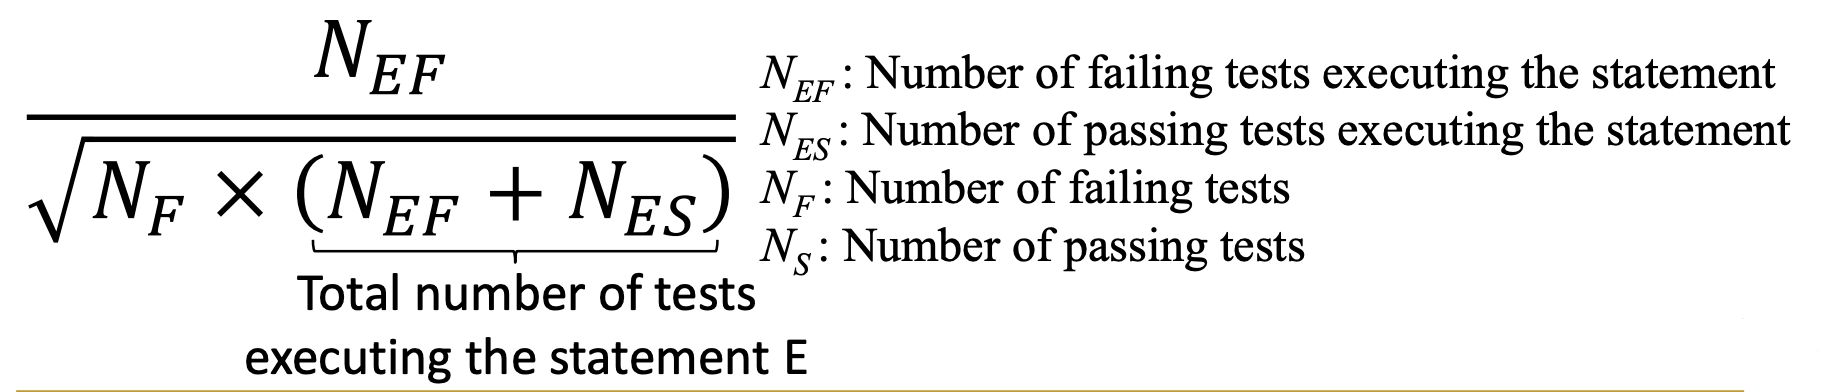 N_EF
√N_F × (N_EF + N_ES)
Total number of tests
executing the statement E
N_EF : Number of failing tests executing the statement
N_ES : Number of passing tests executing the statement
N_F : Number of failing tests
N_S : Number of passing tests